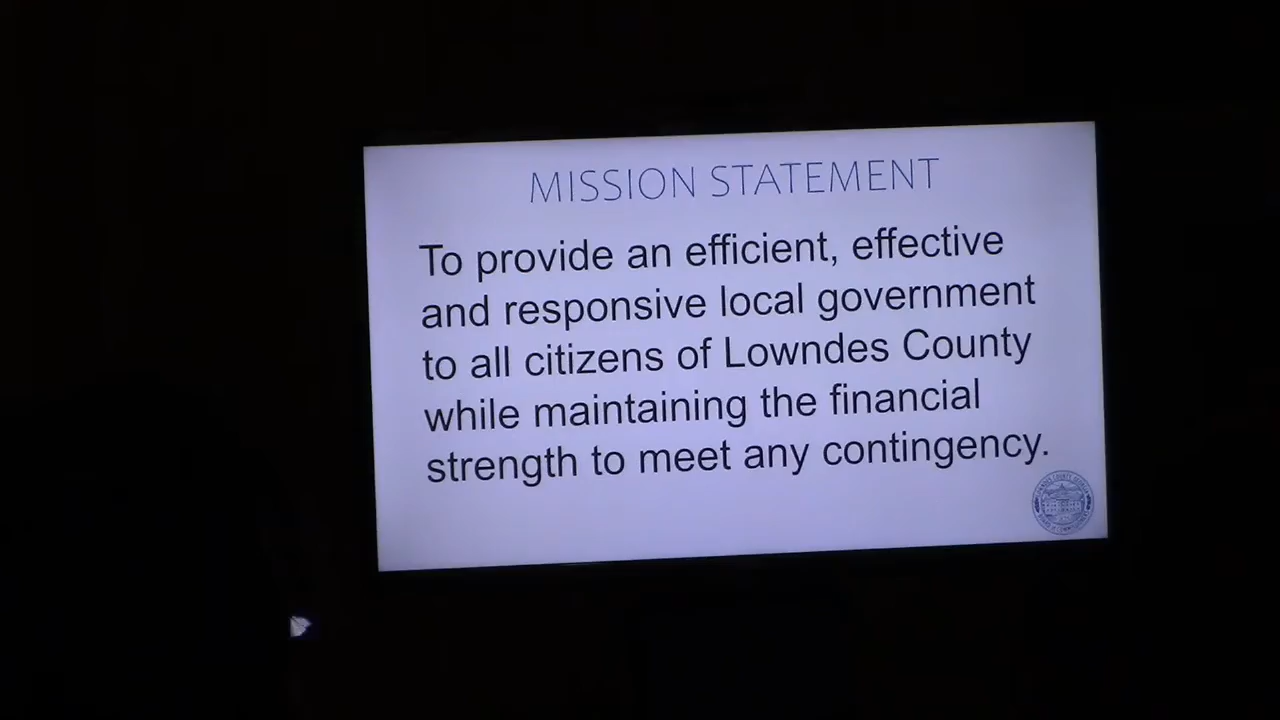 MISSION STATEMENT
To provide an efficient, effective
and responsive local government
to all citizens of Lowndes County
while maintaining the financial
strength to meet any contingency.